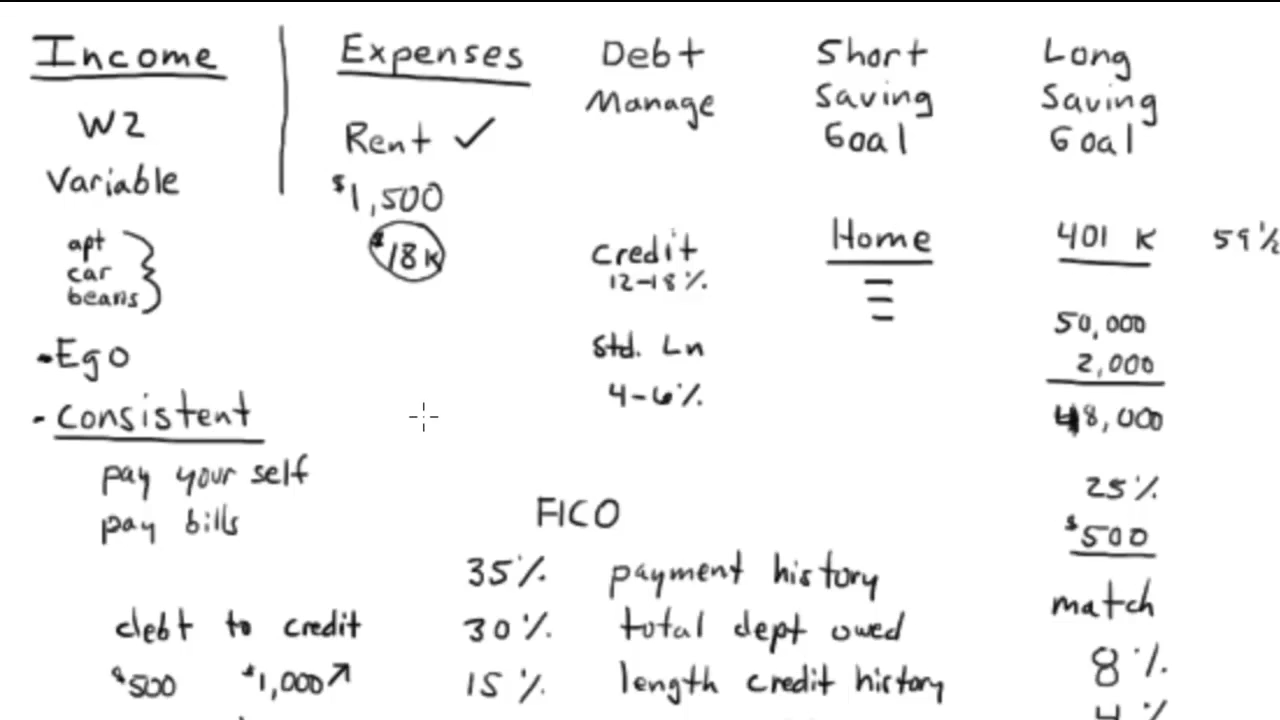 Income
W2
Variable
apt
car
beans
- Ego
- Consistent
pay your self
pay bills
debt to credit
$500 $1,000
Expenses
Rent ✓
$1,500
$18K
Debt
Manage
Credit
12-18%
Std. Ln
4-6%
Short
Saving
Goal
Home
Long
Saving
Goal
401 K 59½
50,000
2,000
48,000
25%
$500
match
8%
4%
FICO
35% payment history
30% total dept owed
15% length credit history